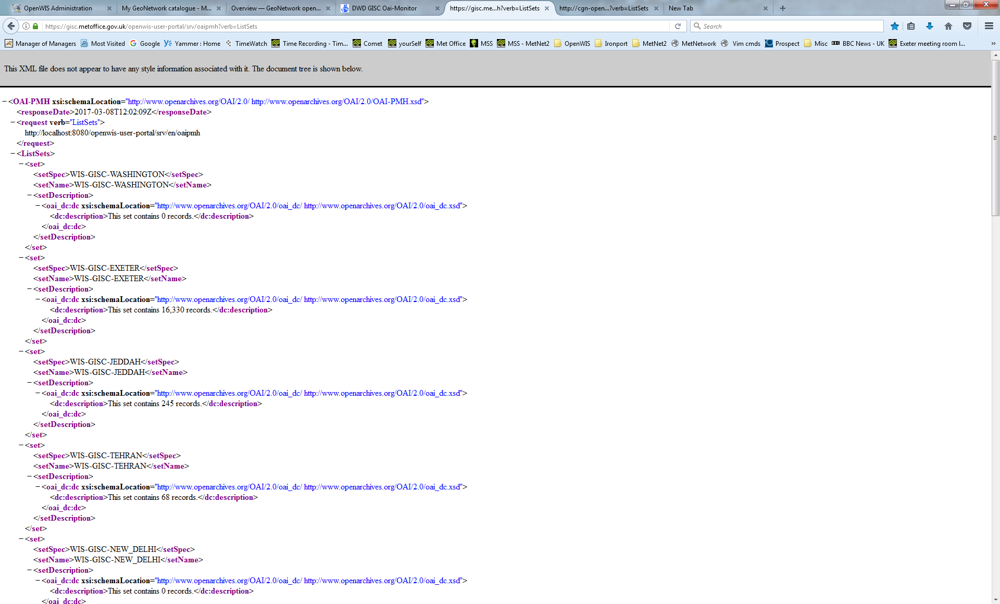 OpenWIS Administration
My GeoNetwork catalogue - M...
Overview — GeoNetwork open...
DWD GISC Oai-Monitor
https://gisc.me...h?verb=ListSets
http://cgn-open...?verb=ListSets
New Tab
https://gisc.metoffice.gov.uk/openwis-user-portal/srv/oaipmh?verb=ListSets
Search
Manager of Managers
Most Visited
Google
Yammer : Home
TimeWatch
Time Recording - Tim...
Comet
yourSelf
Met Office
MSS
MSS - MetNet2
OpenWIS
Ironport
MetNet2
MetNetwork
Vim cmds
Prospect
Misc
BBC News - UK
Exeter meeting room l...
This XML file does not appear to have any style information associated with it. The document tree is shown below.
−<OAI-PMH xsi:schemaLocation="http://www.openarchives.org/OAI/2.0/ http://www.openarchives.org/OAI/2.0/OAI-PMH.xsd">
<responseDate>2017-03-08T12:02:09Z</responseDate>
−<request verb="ListSets">
http://localhost:8080/openwis-user-portal/srv/en/oaipmh
</request>
−<ListSets>
−<set>
<setSpec>WIS-GISC-WASHINGTON</setSpec>
<setName>WIS-GISC-WASHINGTON</setName>
−<setDescription>
−<oai_dc:dc xsi:schemaLocation="http://www.openarchives.org/OAI/2.0/oai_dc/ http://www.openarchives.org/OAI/2.0/oai_dc.xsd">
<dc:description>This set contains 0 records.</dc:description>
</oai_dc:dc>
</setDescription>
</set>
−<set>
<setSpec>WIS-GISC-EXETER</setSpec>
<setName>WIS-GISC-EXETER</setName>
−<setDescription>
−<oai_dc:dc xsi:schemaLocation="http://www.openarchives.org/OAI/2.0/oai_dc/ http://www.openarchives.org/OAI/2.0/oai_dc.xsd">
<dc:description>This set contains 16,330 records.</dc:description>
</oai_dc:dc>
</setDescription>
</set>
−<set>
<setSpec>WIS-GISC-JEDDAH</setSpec>
<setName>WIS-GISC-JEDDAH</setName>
−<setDescription>
−<oai_dc:dc xsi:schemaLocation="http://www.openarchives.org/OAI/2.0/oai_dc/ http://www.openarchives.org/OAI/2.0/oai_dc.xsd">
<dc:description>This set contains 245 records.</dc:description>
</oai_dc:dc>
</setDescription>
</set>
−<set>
<setSpec>WIS-GISC-TEHRAN</setSpec>
<setName>WIS-GISC-TEHRAN</setName>
−<setDescription>
−<oai_dc:dc xsi:schemaLocation="http://www.openarchives.org/OAI/2.0/oai_dc/ http://www.openarchives.org/OAI/2.0/oai_dc.xsd">
<dc:description>This set contains 68 records.</dc:description>
</oai_dc:dc>
</setDescription>
</set>
−<set>
<setSpec>WIS-GISC-NEW_DELHI</setSpec>
<setName>WIS-GISC-NEW_DELHI</setName>
−<setDescription>
−<oai_dc:dc xsi:schemaLocation="http://www.openarchives.org/OAI/2.0/oai_dc/ http://www.openarchives.org/OAI/2.0/oai_dc.xsd">
<dc:description>This set contains 0 records.</dc:description>
</oai_dc:dc>